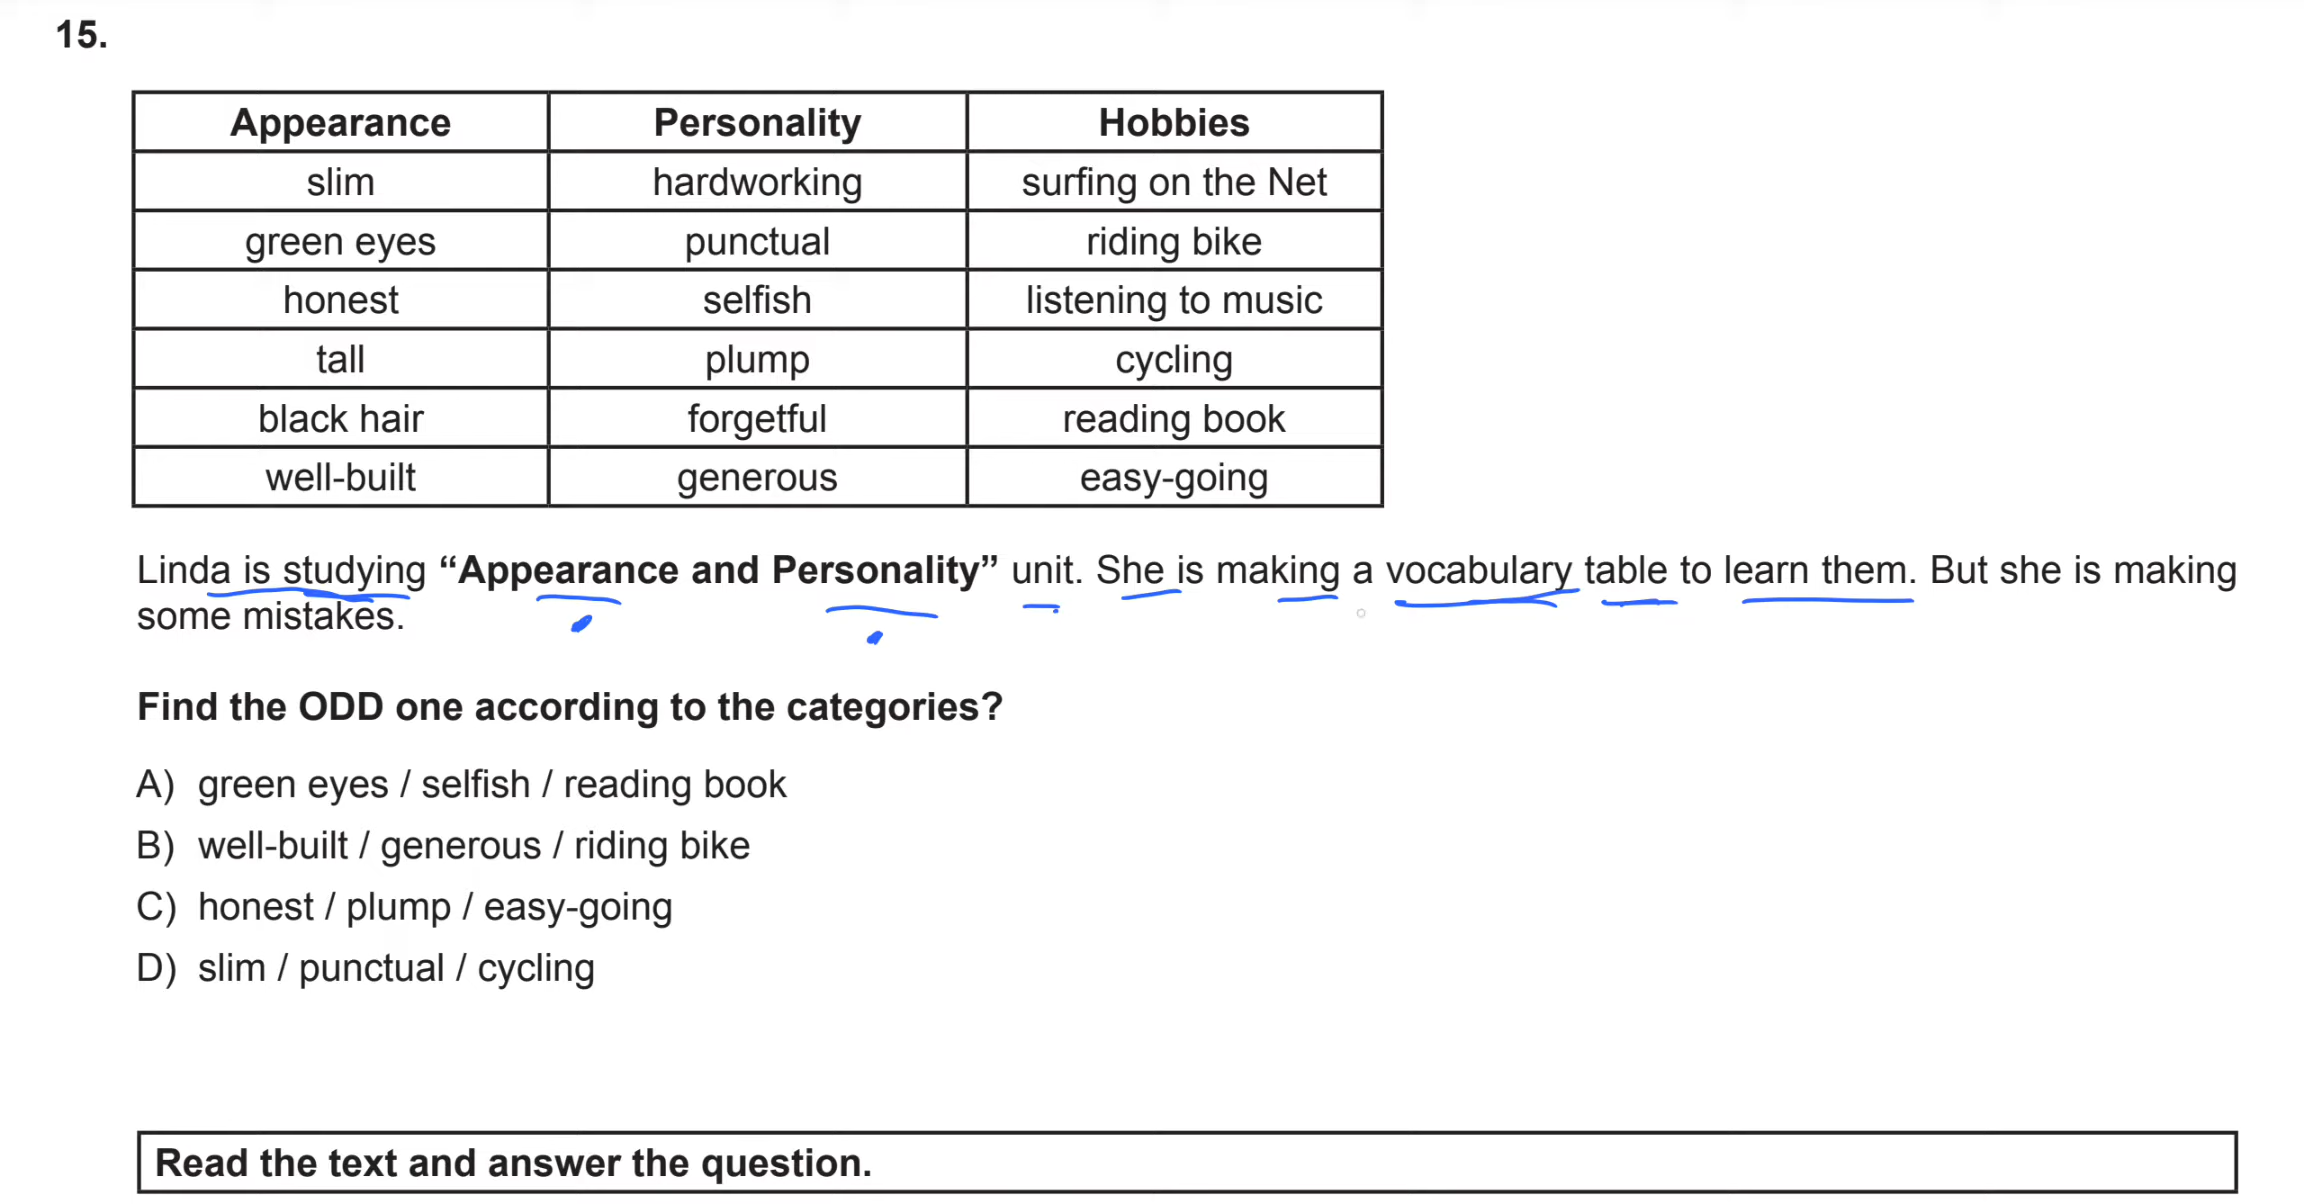 15.
Appearance Personality Hobbies
slim hardworking surfing on the Net
green eyes punctual riding bike
honest selfish listening to music
tall plump cycling
black hair forgetful reading book
well-built generous easy-going
Linda is studying “Appearance and Personality” unit. She is making a vocabulary table to learn them. But she is making
some mistakes.
Find the ODD one according to the categories?
A) green eyes / selfish / reading book
B) well-built / generous / riding bike
C) honest / plump / easy-going
D) slim / punctual / cycling
Read the text and answer the question.